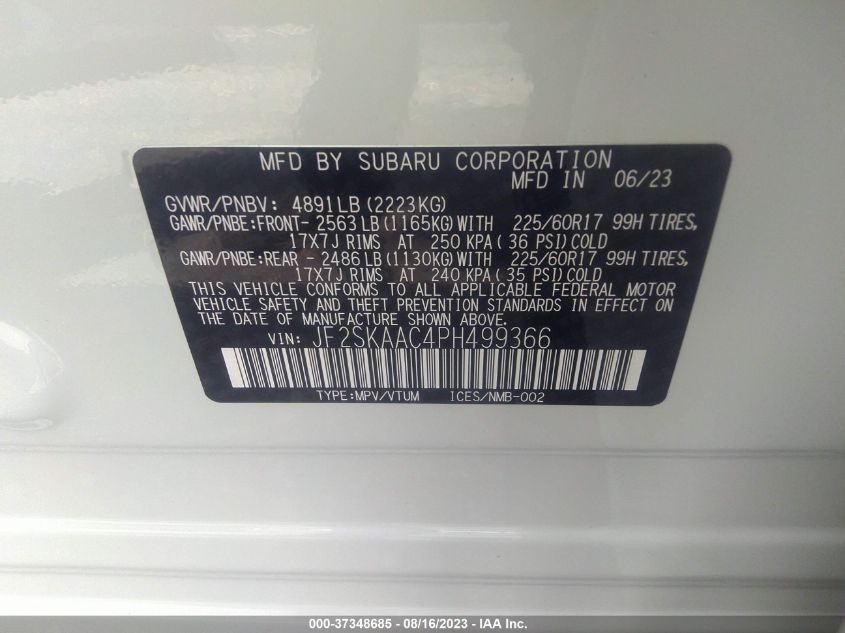 MFD BY SUBARU CORPORATION
MFD IN 06/23
GVWR/PNBV: 4891LB (2223KG)
GAWR/PNBE:FRONT- 2563 LB (1165KG) WITH 225/60R17 99H TIRES,
17X7J RIMS AT 250 KPA ( 36 PSI) COLD
GAWR/PNBE:REAR - 2486 LB (1130KG) WITH 225/60R17 99H TIRES,
17X7J RIMS AT 240 KPA ( 35 PSI) COLD
THIS VEHICLE CONFORMS TO ALL APPLICABLE FEDERAL MOTOR
VEHICLE SAFETY AND THEFT PREVENTION STANDARDS IN EFFECT ON
THE DATE OF MANUFACTURE SHOWN ABOVE.
VIN: JF2SKAAC4PH499366
TYPE:MPV/VTUM ICES/NMB-002
000-37348685 - 08/16/2023 - IAA Inc.